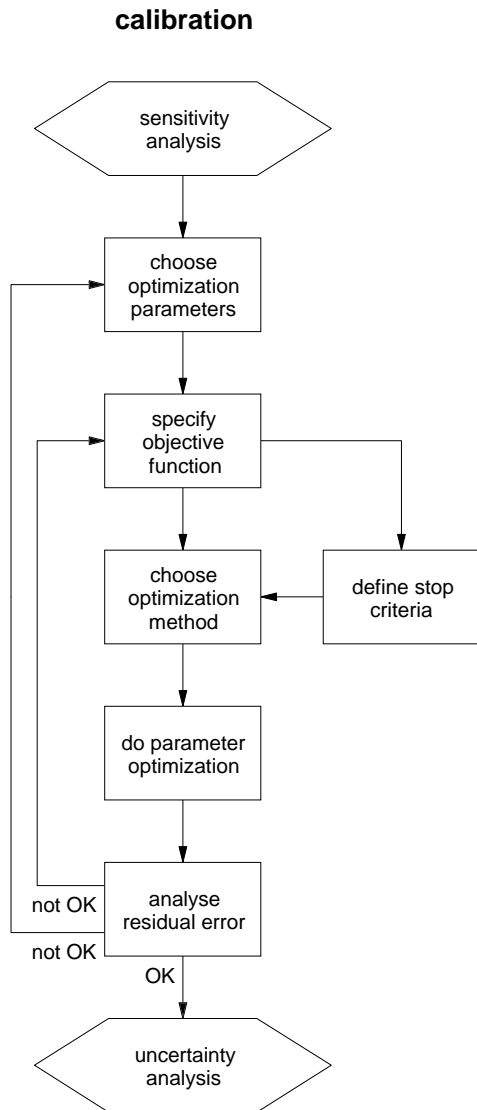 calibration
sensitivity
analysis
choose
optimization
parameters
specify
objective
function
choose
optimization
method
define stop
criteria
do parameter
optimization
analyse
residual error
not OK
not OK
OK
uncertainty
analysis